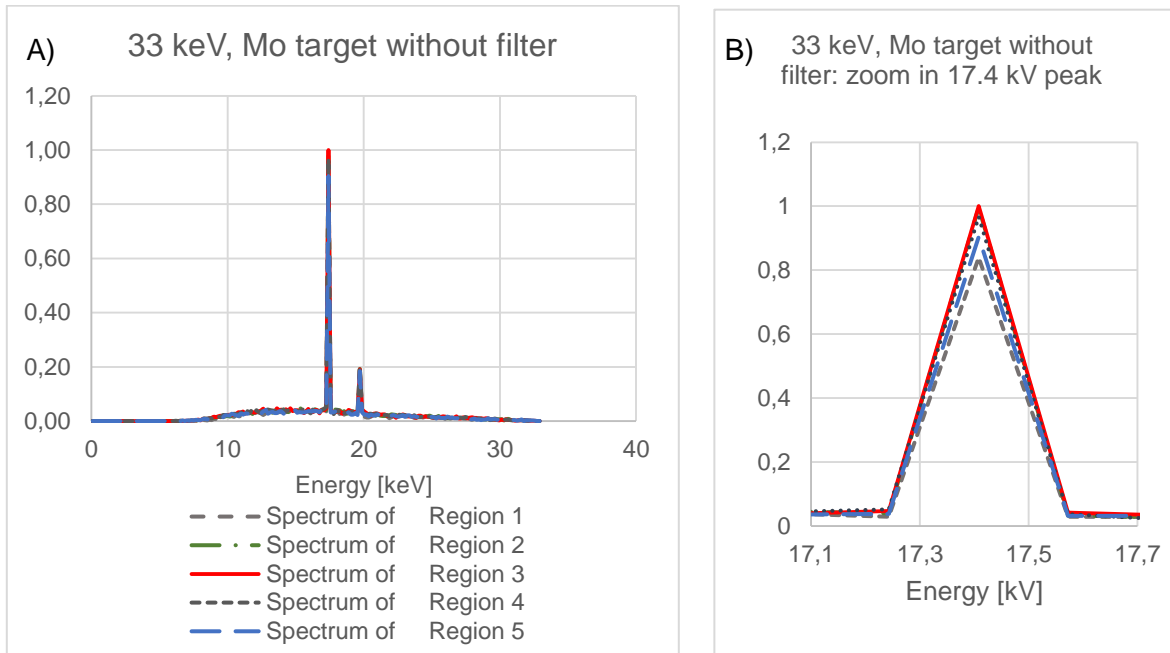 A)
33 keV, Mo target without filter
1,20
1,00
0,80
0,60
0,40
0,20
0,00
0 10 20 30 40
Energy [keV]
Spectrum of Region 1
Spectrum of Region 2
Spectrum of Region 3
Spectrum of Region 4
Spectrum of Region 5
B)
33 keV, Mo target without
filter: zoom in 17.4 kV peak
1,2
1
0,8
0,6
0,4
0,2
0
17,1 17,3 17,5 17,7
Energy [kV]